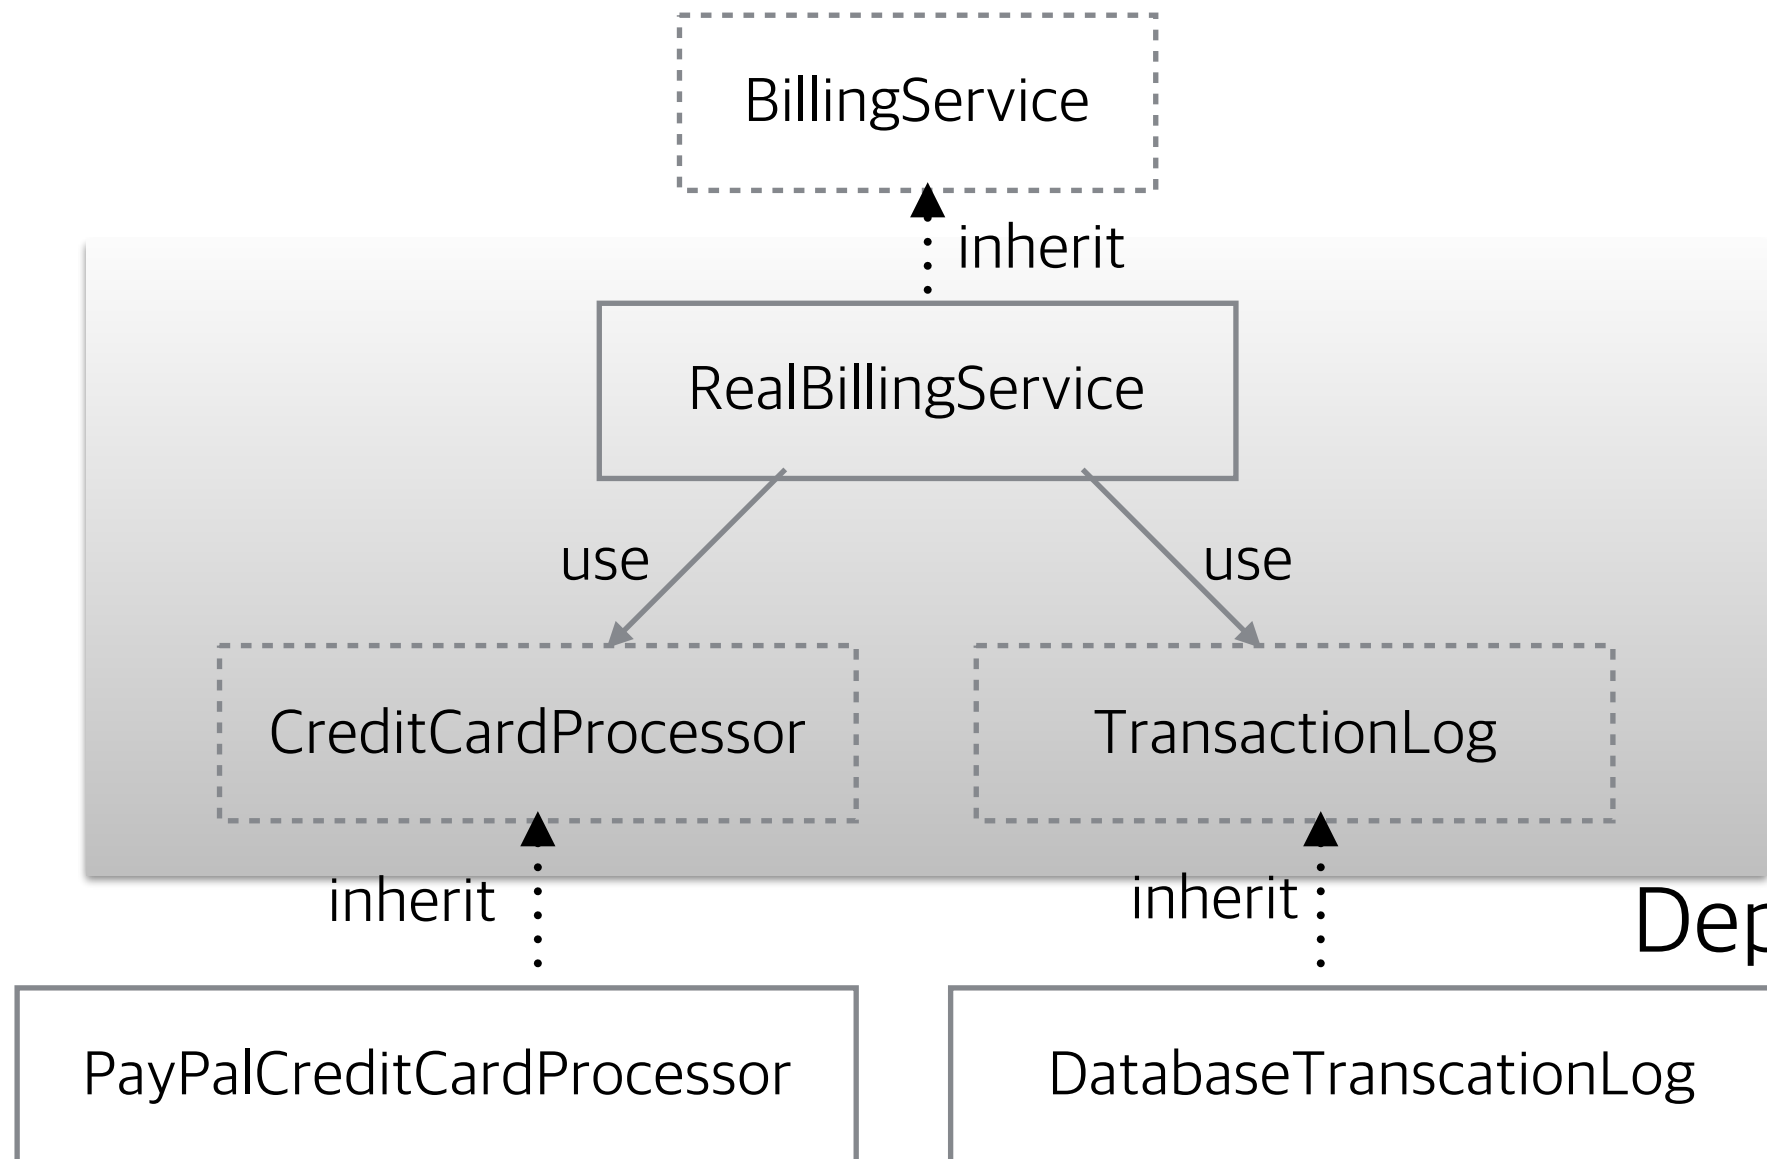 BillingService
inherit
RealBillingService
use
use
CreditCardProcessor
TransactionLog
inherit
inherit
PayPalCreditCardProcessor
DatabaseTranscationLog